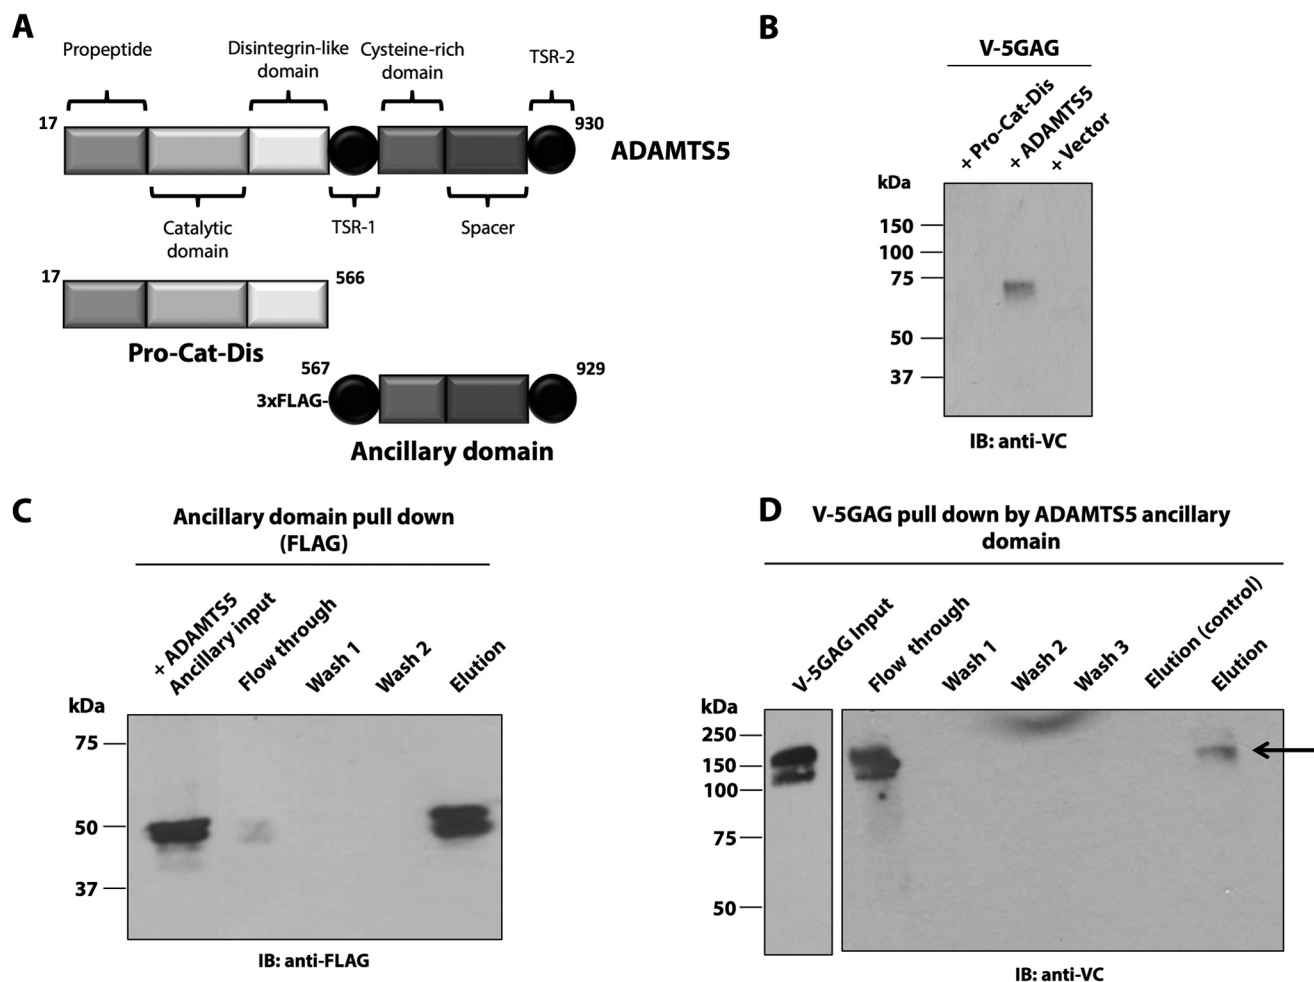 A
Propeptide
Disintegrin-like
domain
Cysteine-rich
domain
TSR-2
17
930
ADAMTS5
Catalytic
domain
TSR-1
Spacer
17
566
Pro-Cat-Dis
567
929
3xFLAG-
Ancillary domain
B
V-5GAG
+ Pro-Cat-Dis
+ ADAMTS5
+ Vector
kDa
150
100
75
50
37
IB: anti-VC
C
Ancillary domain pull down
(FLAG)
+ ADAMTS5
Ancillary input
Flow through
Wash 1
Wash 2
Elution
kDa
75
50
37
IB: anti-FLAG
D
V-5GAG pull down by ADAMTS5 ancillary
domain
V-5GAG Input
Flow through
Wash 1
Wash 2
Wash 3
Elution (control)
Elution
kDa
250
150
100
75
50
IB: anti-VC